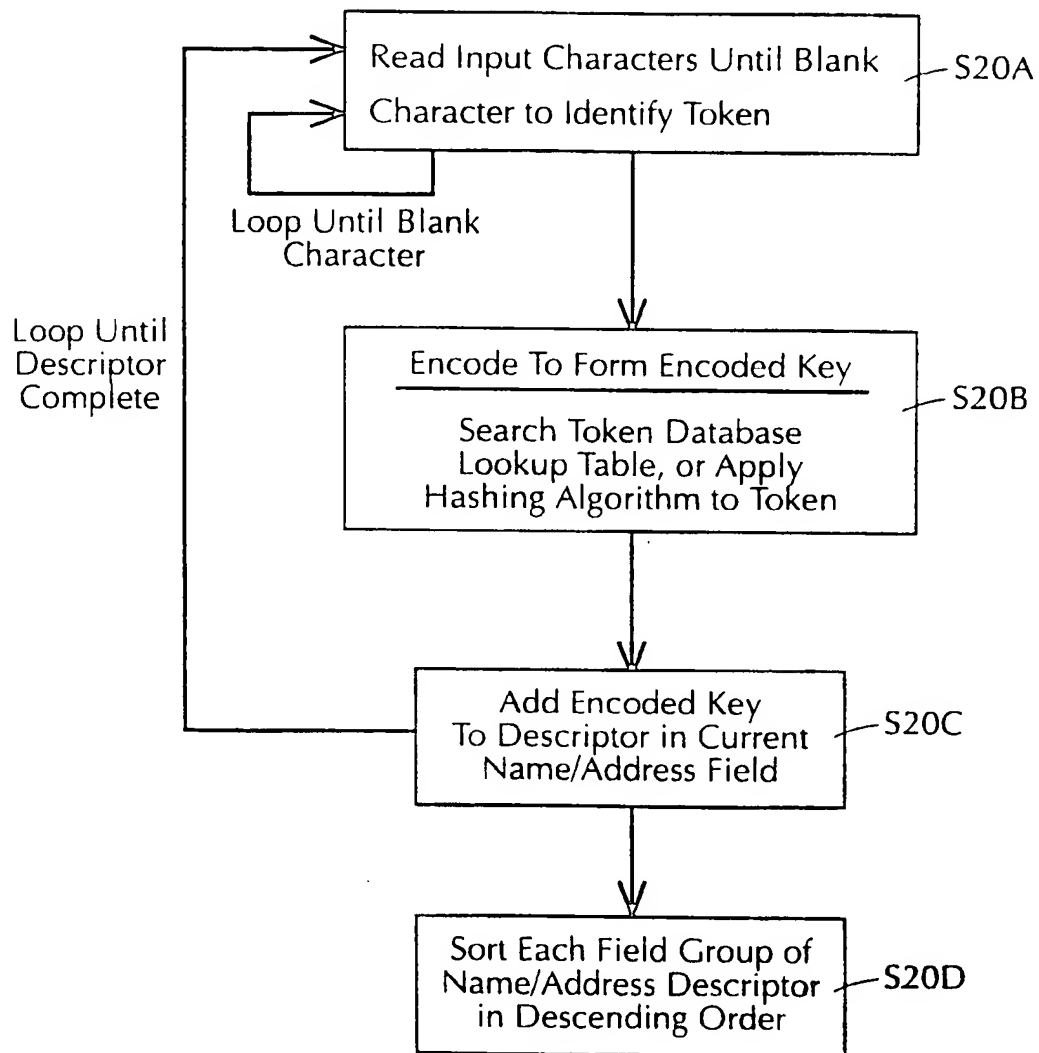 Read Input Characters Until Blank
Character to Identify Token
S20A
Loop Until Blank
Character
Loop Until
Descriptor
Complete
Encode To Form Encoded Key
Search Token Database
Lookup Table, or Apply
Hashing Algorithm to Token
S20B
Add Encoded Key
To Descriptor in Current
Name/Address Field
S20C
Sort Each Field Group of
Name/Address Descriptor
in Descending Order
S20D